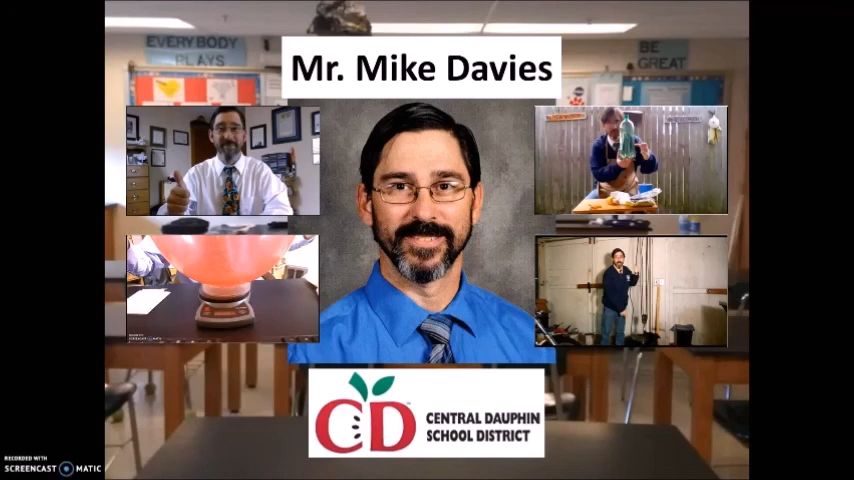 EVERYBODY
PLAYS
BE
GREAT
Mr. Mike Davies
CD
CENTRAL DAUPHIN
SCHOOL DISTRICT
RECORDED WITH
SCREENCAST MATIC